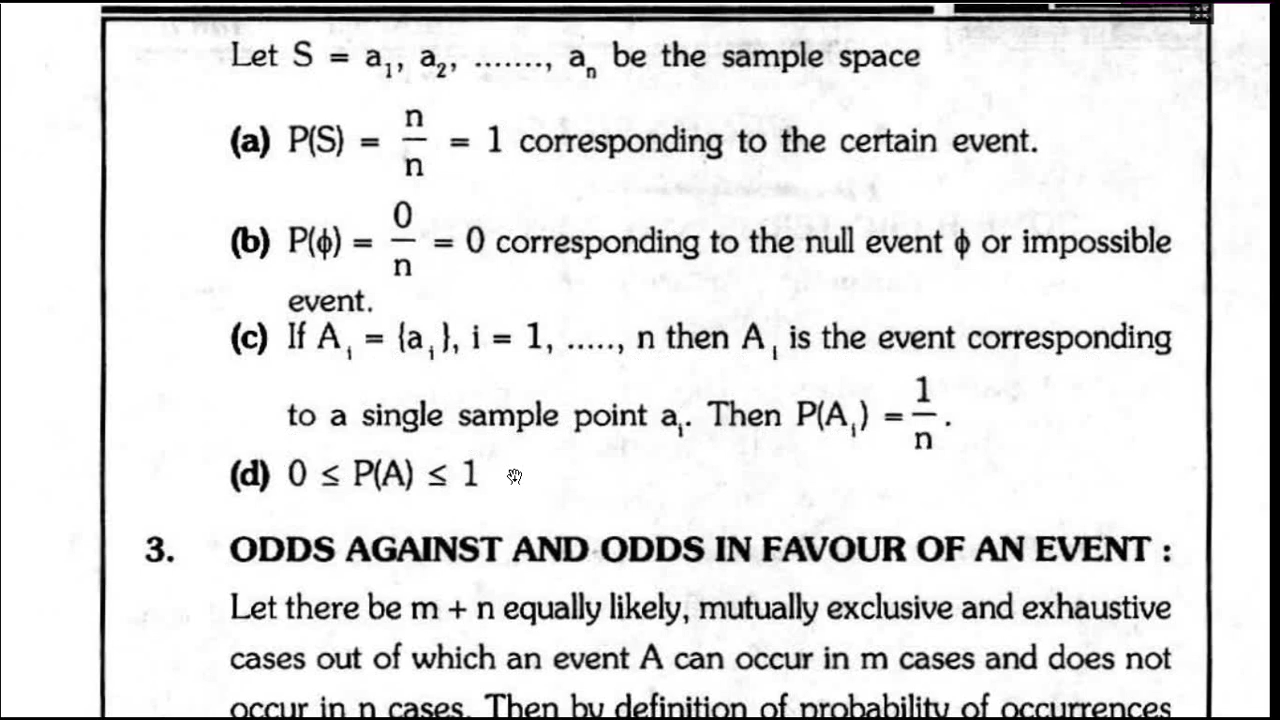 Let S = a₁, a₂, ......., aₙ be the sample space
(a) P(S) = n/n = 1 corresponding to the certain event.
(b) P(ϕ) = 0/n = 0 corresponding to the null event ϕ or impossible
event.
(c) If Aᵢ = {aᵢ}, i = 1, ....., n then Aᵢ is the event corresponding
to a single sample point aᵢ. Then P(Aᵢ) = 1/n.
(d) 0 ≤ P(A) ≤ 1
3. ODDS AGAINST AND ODDS IN FAVOUR OF AN EVENT :
Let there be m + n equally likely, mutually exclusive and exhaustive
cases out of which an event A can occur in m cases and does not
occur in n cases. Then by definition of probability of occurrences